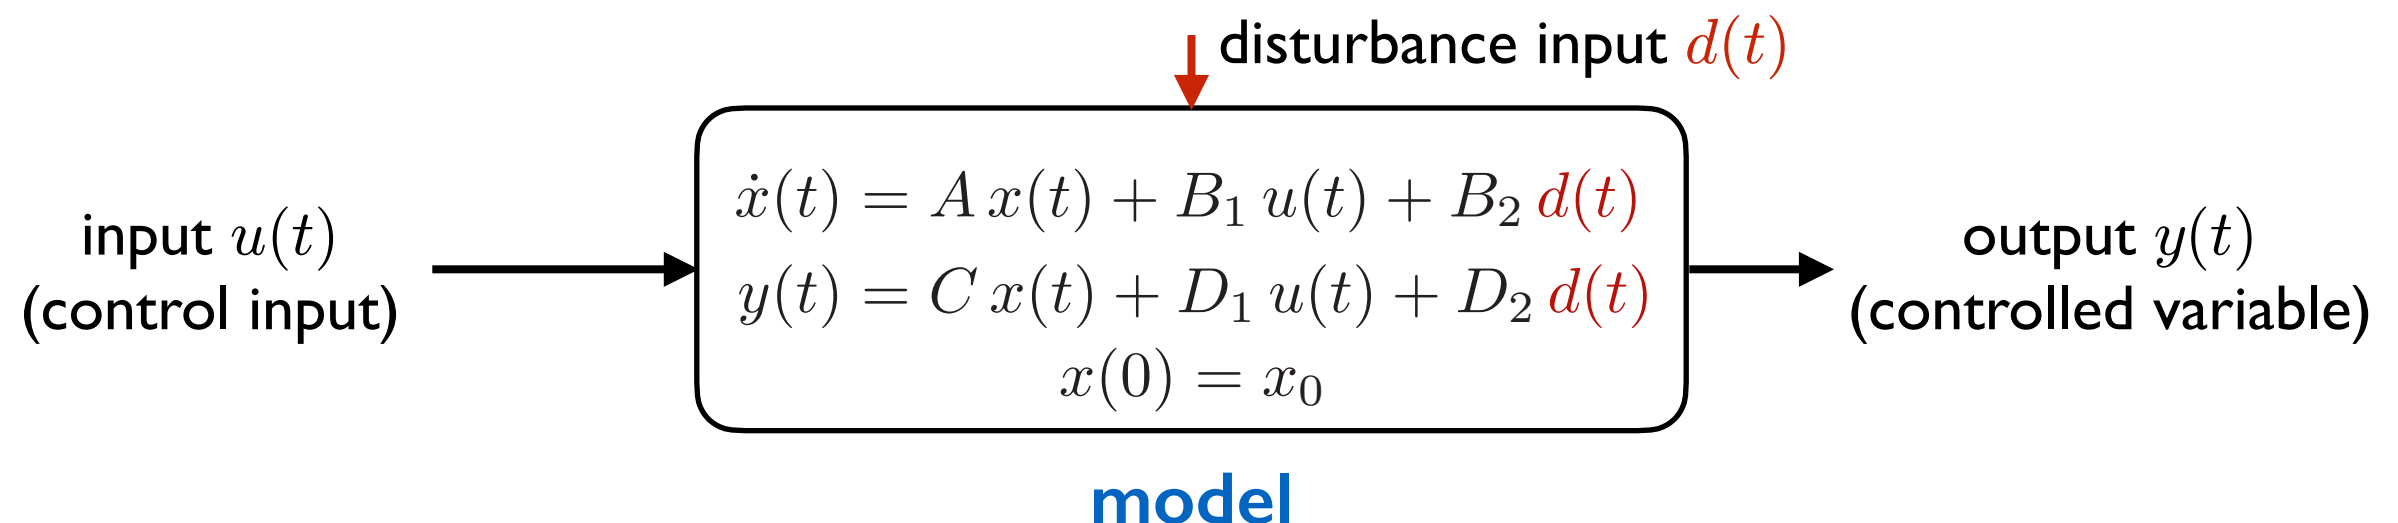 disturbance input d(t)
ẋ(t) = A x(t) + B₁ u(t) + B₂ d(t)
input u(t)
(control input)
y(t) = C x(t) + D₁ u(t) + D₂ d(t)
output y(t)
(controlled variable)
x(0) = x₀
model